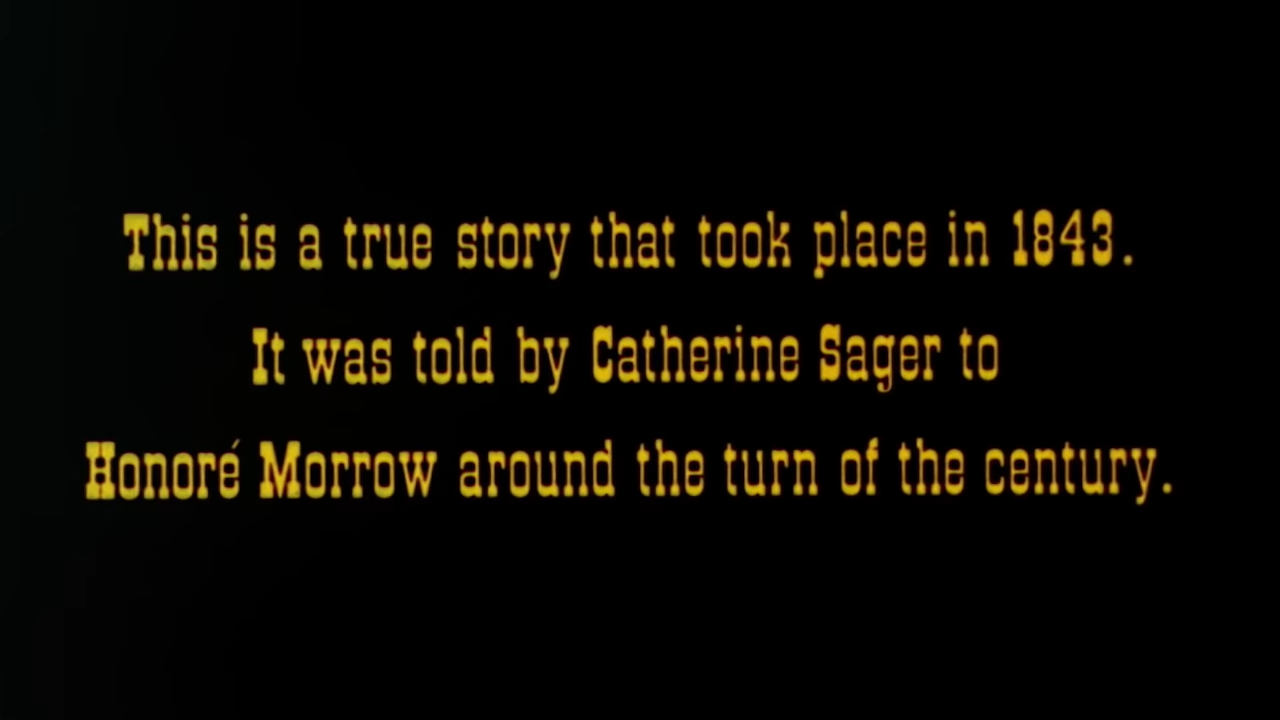 This is a true story that took place in 1843.
It was told by Catherine Sager to
Honoré Morrow around the turn of the century.